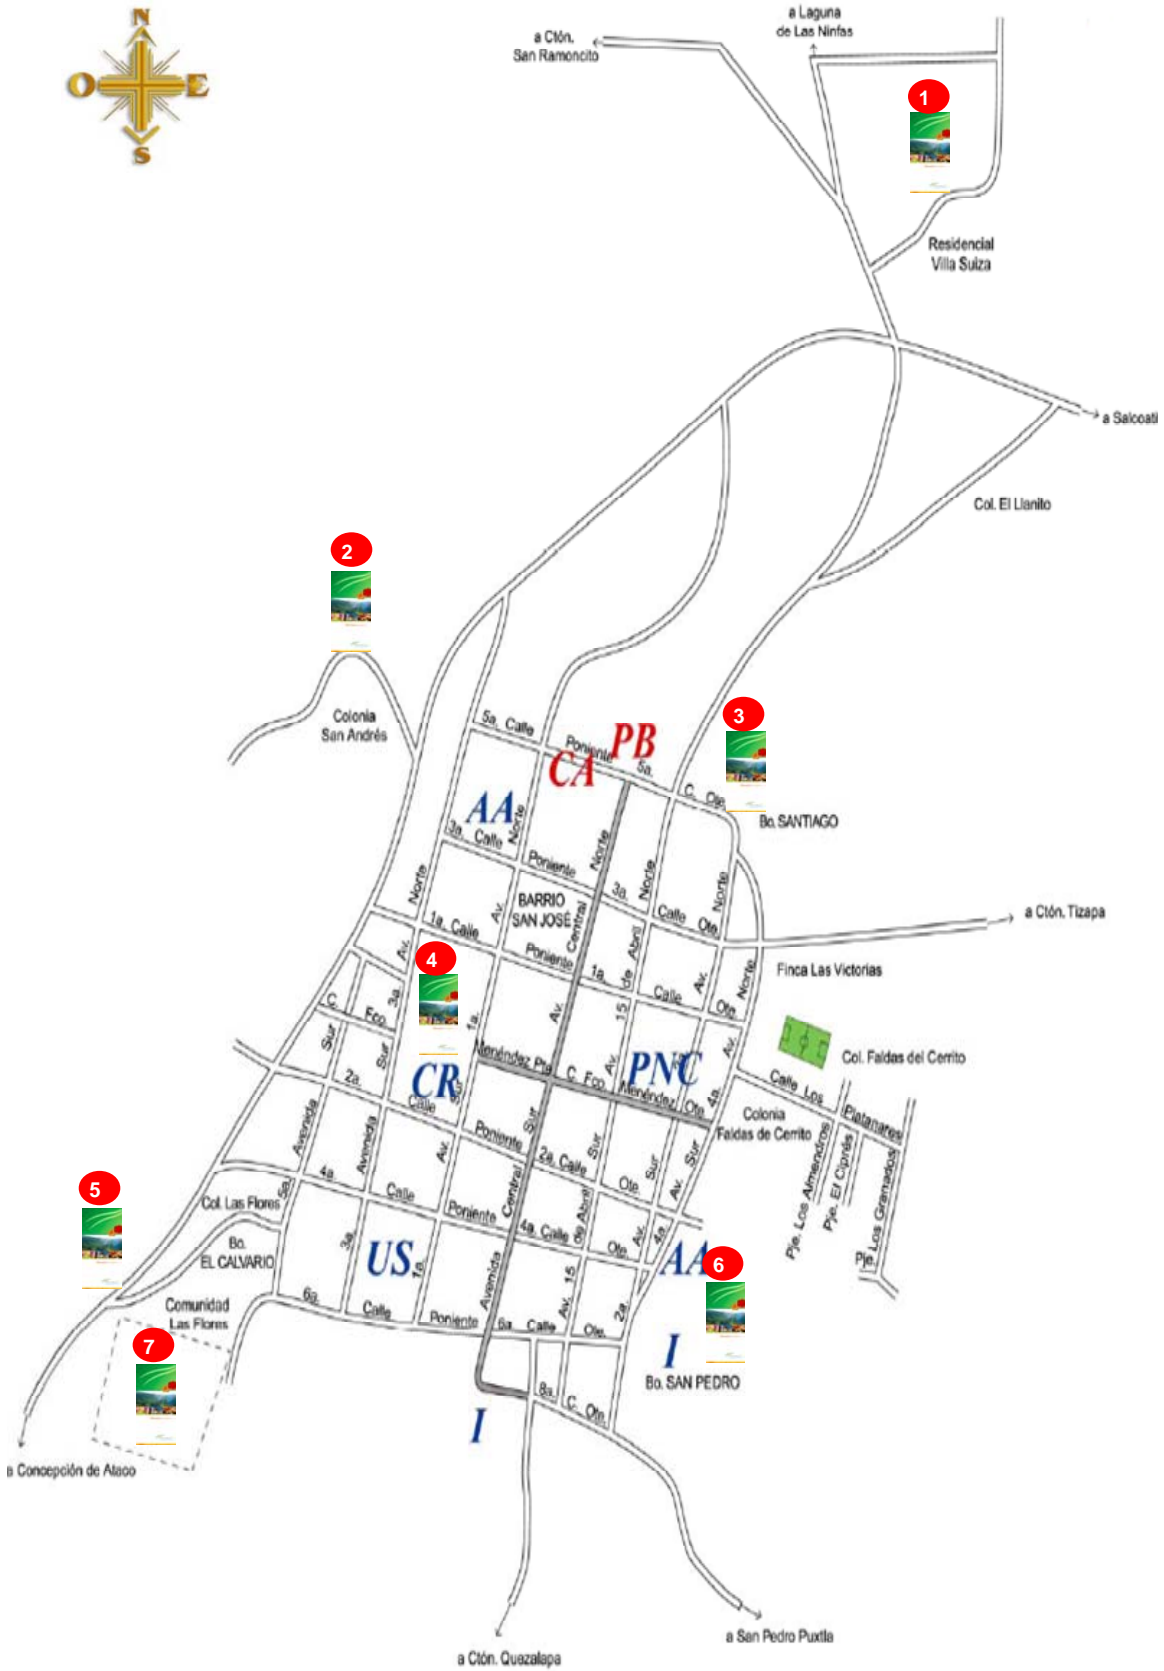 N
O
E
S
a Ctón.
San Ramoncito
a Laguna
de Las Ninfas
1
Residencial
Villa Suiza
a Salcoatl
Col. El Llanito
2
Colonia
San Andrés
3
5a. Calle
Poniente
PB
CA
5a.
C. Ote.
Bo. SANTIAGO
AA
3a. Calle
Norte
Poniente
Norte
3a.
Norte
Calle
Ote.
Norte
a Ctón. Tizapa
Norte
BARRIO
SAN JOSÉ
Central
1a. Calle
Av.
Poniente
1a.
de Abril
Calle
Av.
Ote.
Norte
Finca Las Victorias
Av.
4
3a.
1a.
Av.
15
Av.
Av.
C.
Fco.
Sur
Sur
Menéndez Pte.
C. Fco.
Menéndez
Ote.
PNC
2a.
4a.
Col. Faldas del Cerrito
Calle Los
Platanares
Colonia
Faldas de Cerrito
Pje. Los Almendros
Pje. El Ciprés
Pje. Los Granados
CR
Sur
2a.
Calle
Poniente
Sur
2a. Calle
Sur
Ote.
Sur
Sur
Avenida
Avenida
Av.
Central
Av.
5
Col. Las Flores
5a.
4a.
Calle
Poniente
4a. Calle
de Abril
Ote.
Av.
4a.
Bo.
EL CALVARIO
3a.
US
1a.
Avenida
15
Av.
2a.
AA
6
Comunidad
Las Flores
6a.
Calle
Poniente
6a.
Calle
Ote.
I
Bo. SAN PEDRO
7
8a.
C. Ote.
I
a Concepción de Ataco
a San Pedro Puxtla
a Ctón. Quezalapa